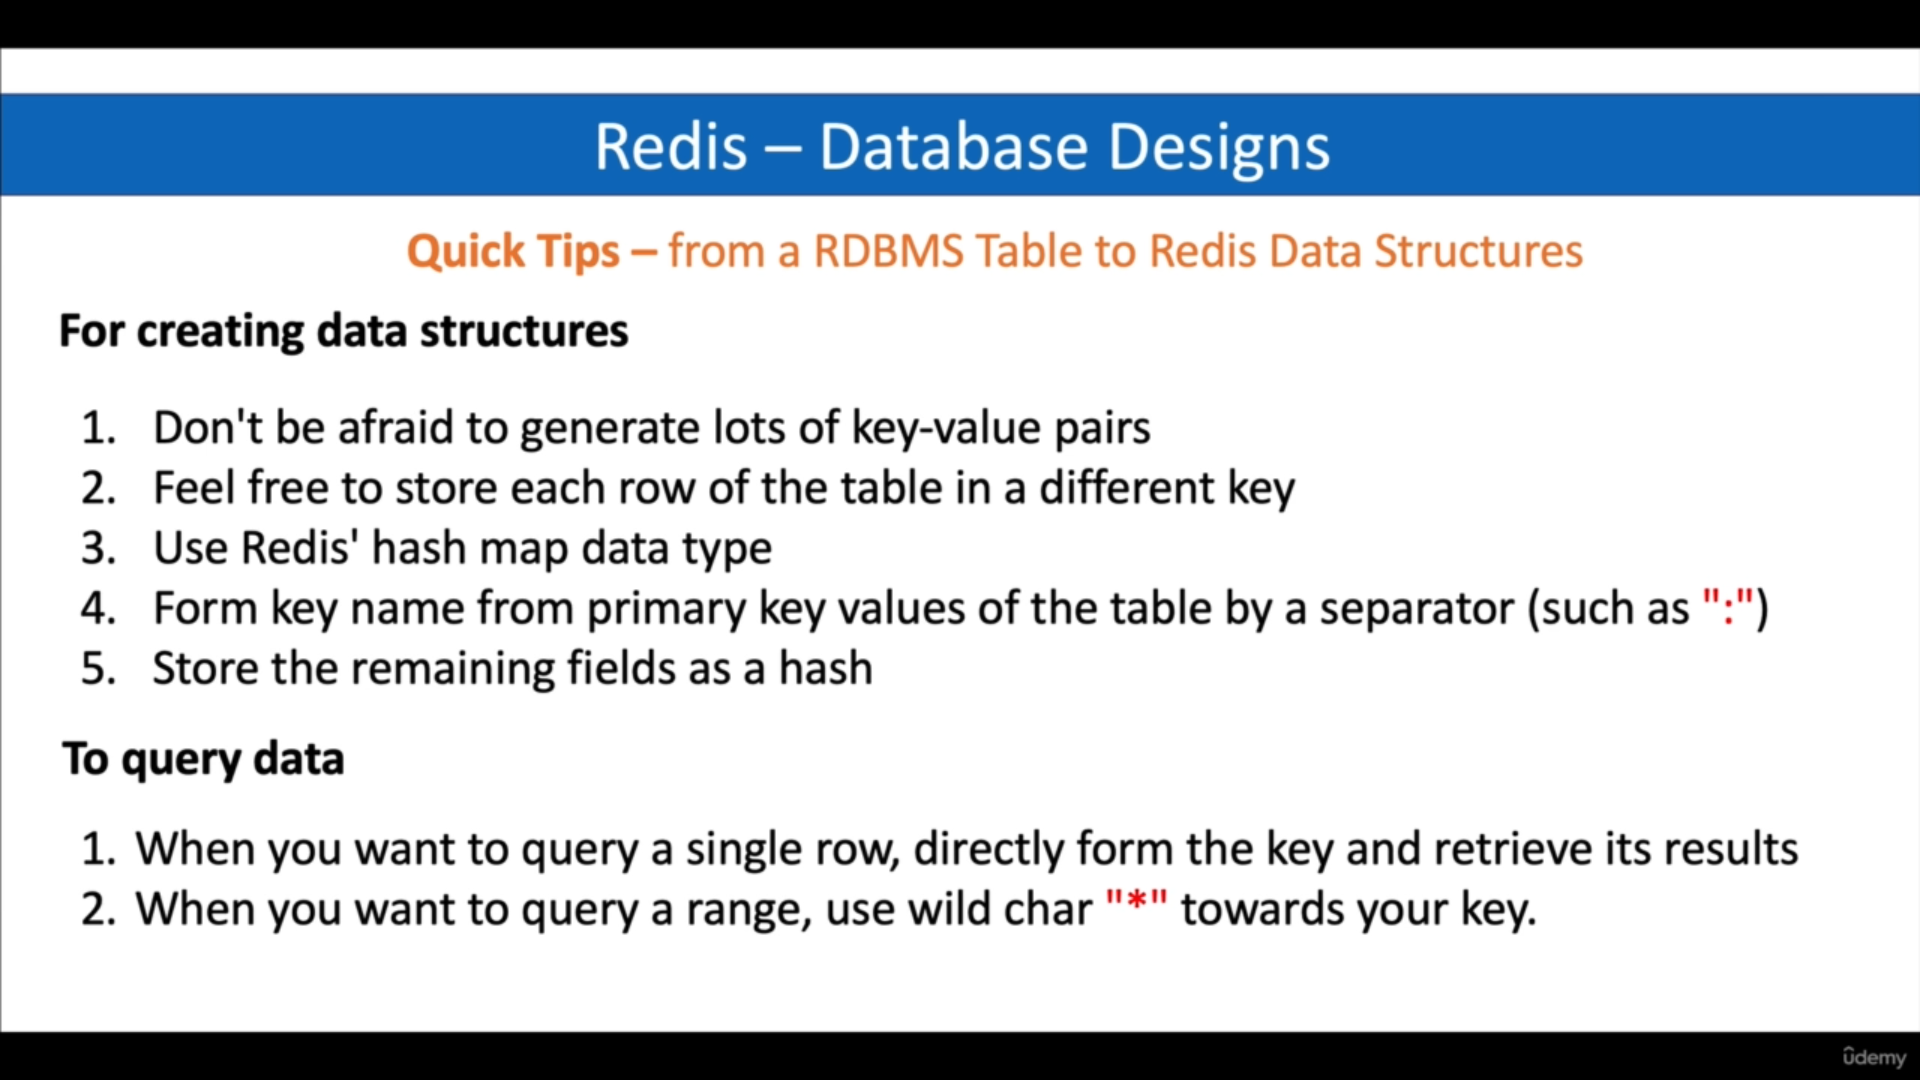 Redis – Database Designs
Quick Tips – from a RDBMS Table to Redis Data Structures
For creating data structures
1. Don't be afraid to generate lots of key-value pairs
2. Feel free to store each row of the table in a different key
3. Use Redis' hash map data type
4. Form key name from primary key values of the table by a separator (such as ":")
5. Store the remaining fields as a hash
To query data
1. When you want to query a single row, directly form the key and retrieve its results
2. When you want to query a range, use wild char "*" towards your key.
ûdemy